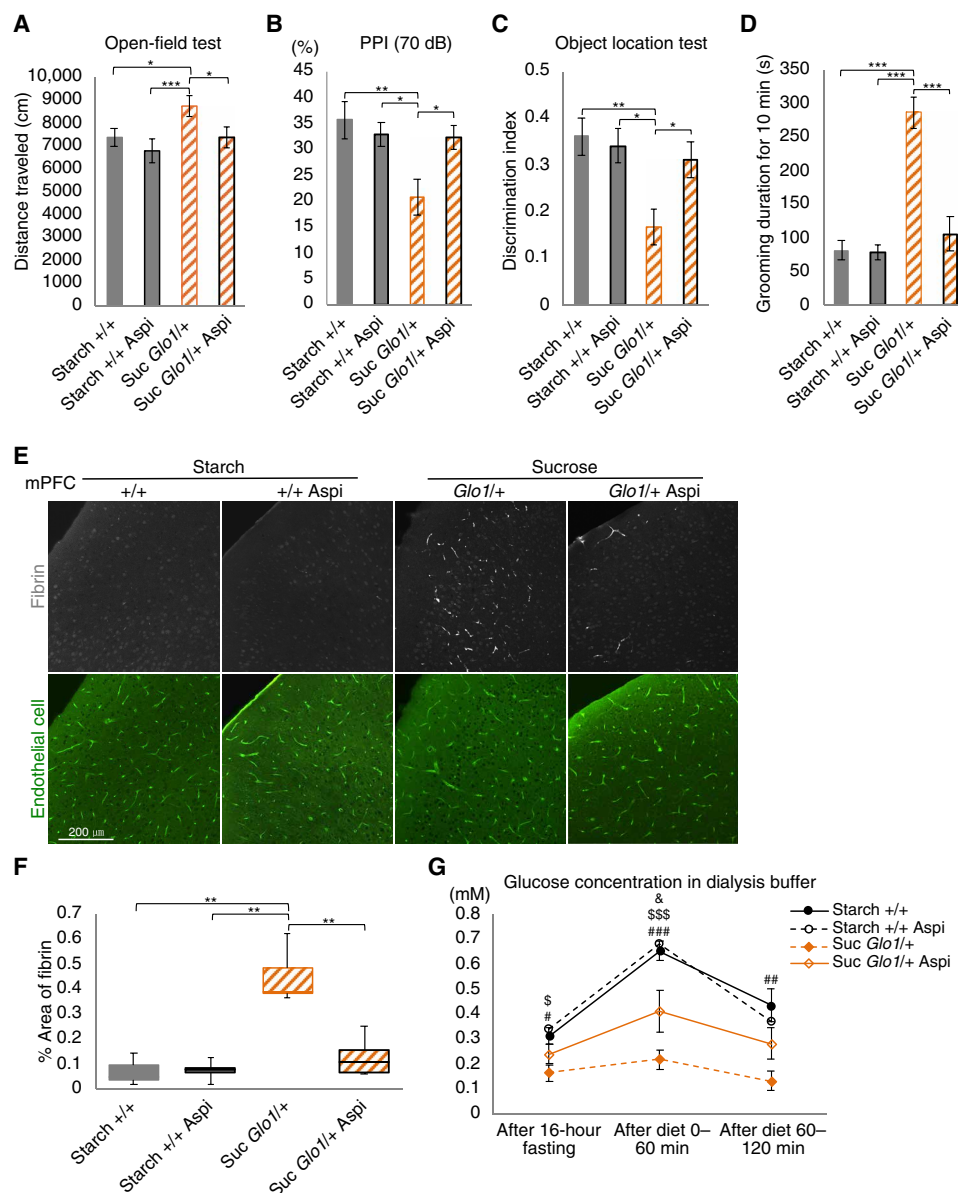 A
Open-field test
Distance traveled (cm)
10,000
9000
8000
7000
6000
5000
4000
3000
2000
1000
0
*
***
*
Starch +/+
Starch +/+ Aspi
Suc Glo1/+
Suc Glo1/+ Aspi
B
(%)
PPI (70 dB)
45
40
35
30
25
20
15
10
5
0
**
*
*
Starch +/+
Starch +/+ Aspi
Suc Glo1/+
Suc Glo1/+ Aspi
C
Object location test
Discrimination index
0.5
0.4
0.3
0.2
0.1
0
**
*
*
Starch +/+
Starch +/+ Aspi
Suc Glo1/+
Suc Glo1/+ Aspi
D
Grooming duration for 10 min (s)
350
300
250
200
150
100
50
0
***
***
***
Starch +/+
Starch +/+ Aspi
Suc Glo1/+
Suc Glo1/+ Aspi
E
Starch
Sucrose
mPFC
+/+
+/+ Aspi
Glo1/+
Glo1/+ Aspi
Fibrin
Endothelial cell
200 μm
F
% Area of fibrin
0.7
0.6
0.5
0.4
0.3
0.2
0.1
0
**
**
**
Starch +/+
Starch +/+ Aspi
Suc Glo1/+
Suc Glo1/+ Aspi
G
(mM)
Glucose concentration in dialysis buffer
0.8
0.7
0.6
0.5
0.4
0.3
0.2
0.1
0
$
#
&
$$$
###
##
Starch +/+
Starch +/+ Aspi
Suc Glo1/+
Suc Glo1/+ Aspi
After 16-hour
fasting
After diet 0–
60 min
After diet 60–
120 min